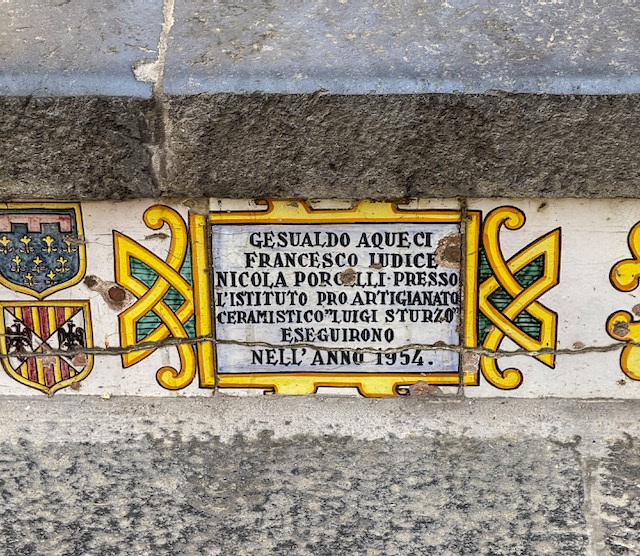 GESUALDO AQUECI
FRANCESCO IUDICE
NICOLA PORCELLI·PRESSO
L'ISTITUTO PRO ARTIGIANATO
CERAMISTICO"LUIGI STURZO"
ESEGUIRONO
NELL'ANNO 1954.